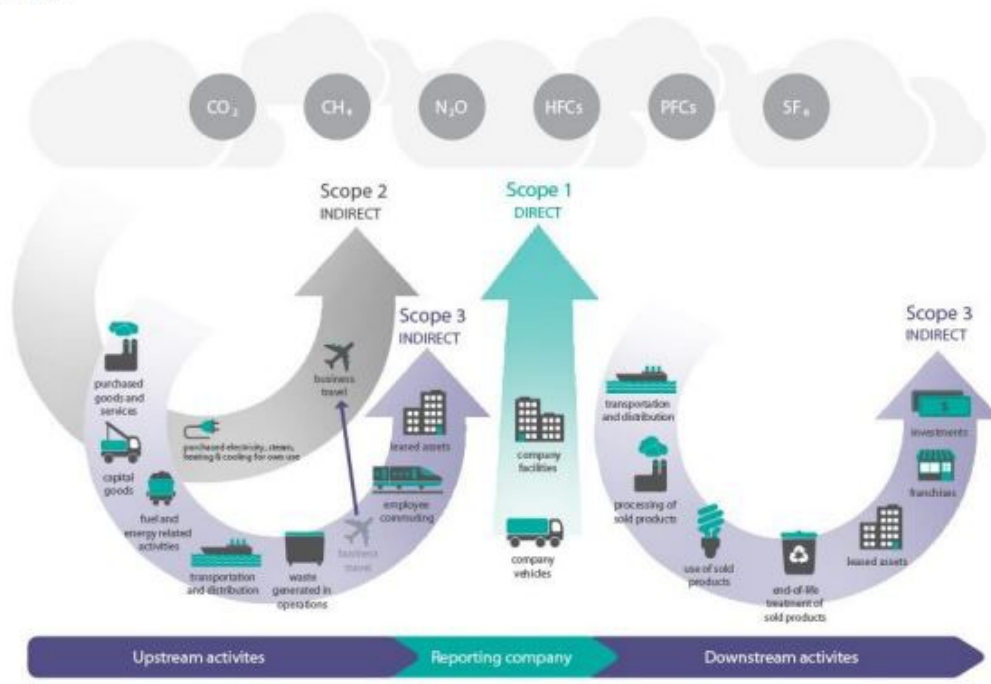 CO₂
CH₄
N₂O
HFCs
PFCs
SF₆
Scope 2
INDIRECT
Scope 1
DIRECT
Scope 3
INDIRECT
Scope 3
INDIRECT
purchased
goods and
services
capital
goods
fuel and
energy related
activities
purchased electricity, steam,
heating & cooling for own use
transportation
and distribution
waste
generated in
operations
business
travel
business
travel
employee
commuting
leased assets
company
facilities
company
vehicles
transportation
and distribution
processing of
sold products
use of sold
products
end-of-life
treatment of
sold products
leased assets
franchises
investments
$
Upstream activites
Reporting company
Downstream activites